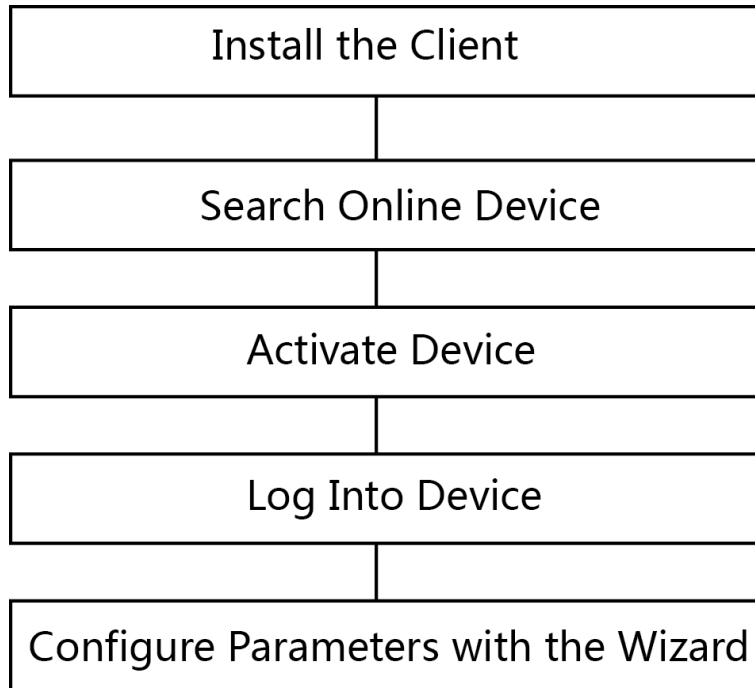 Install the Client
Search Online Device
Activate Device
Log Into Device
Configure Parameters with the Wizard